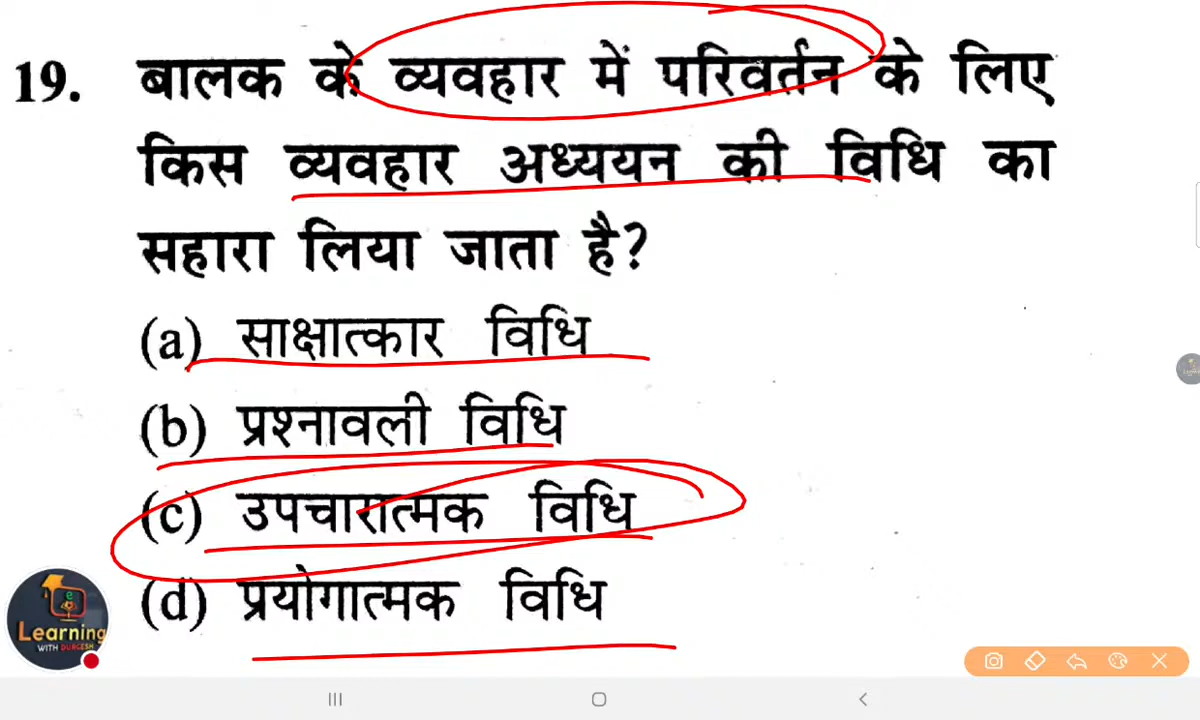 19. बालक के व्यवहार में परिवर्तन के लिए
किस व्यवहार अध्ययन की विधि का
सहारा लिया जाता है?
(a) साक्षात्कार विधि
(b) प्रश्नावली विधि
(c) उपचारात्मक विधि
(d) प्रयोगात्मक विधि
e
Learning
WITH DURGESH